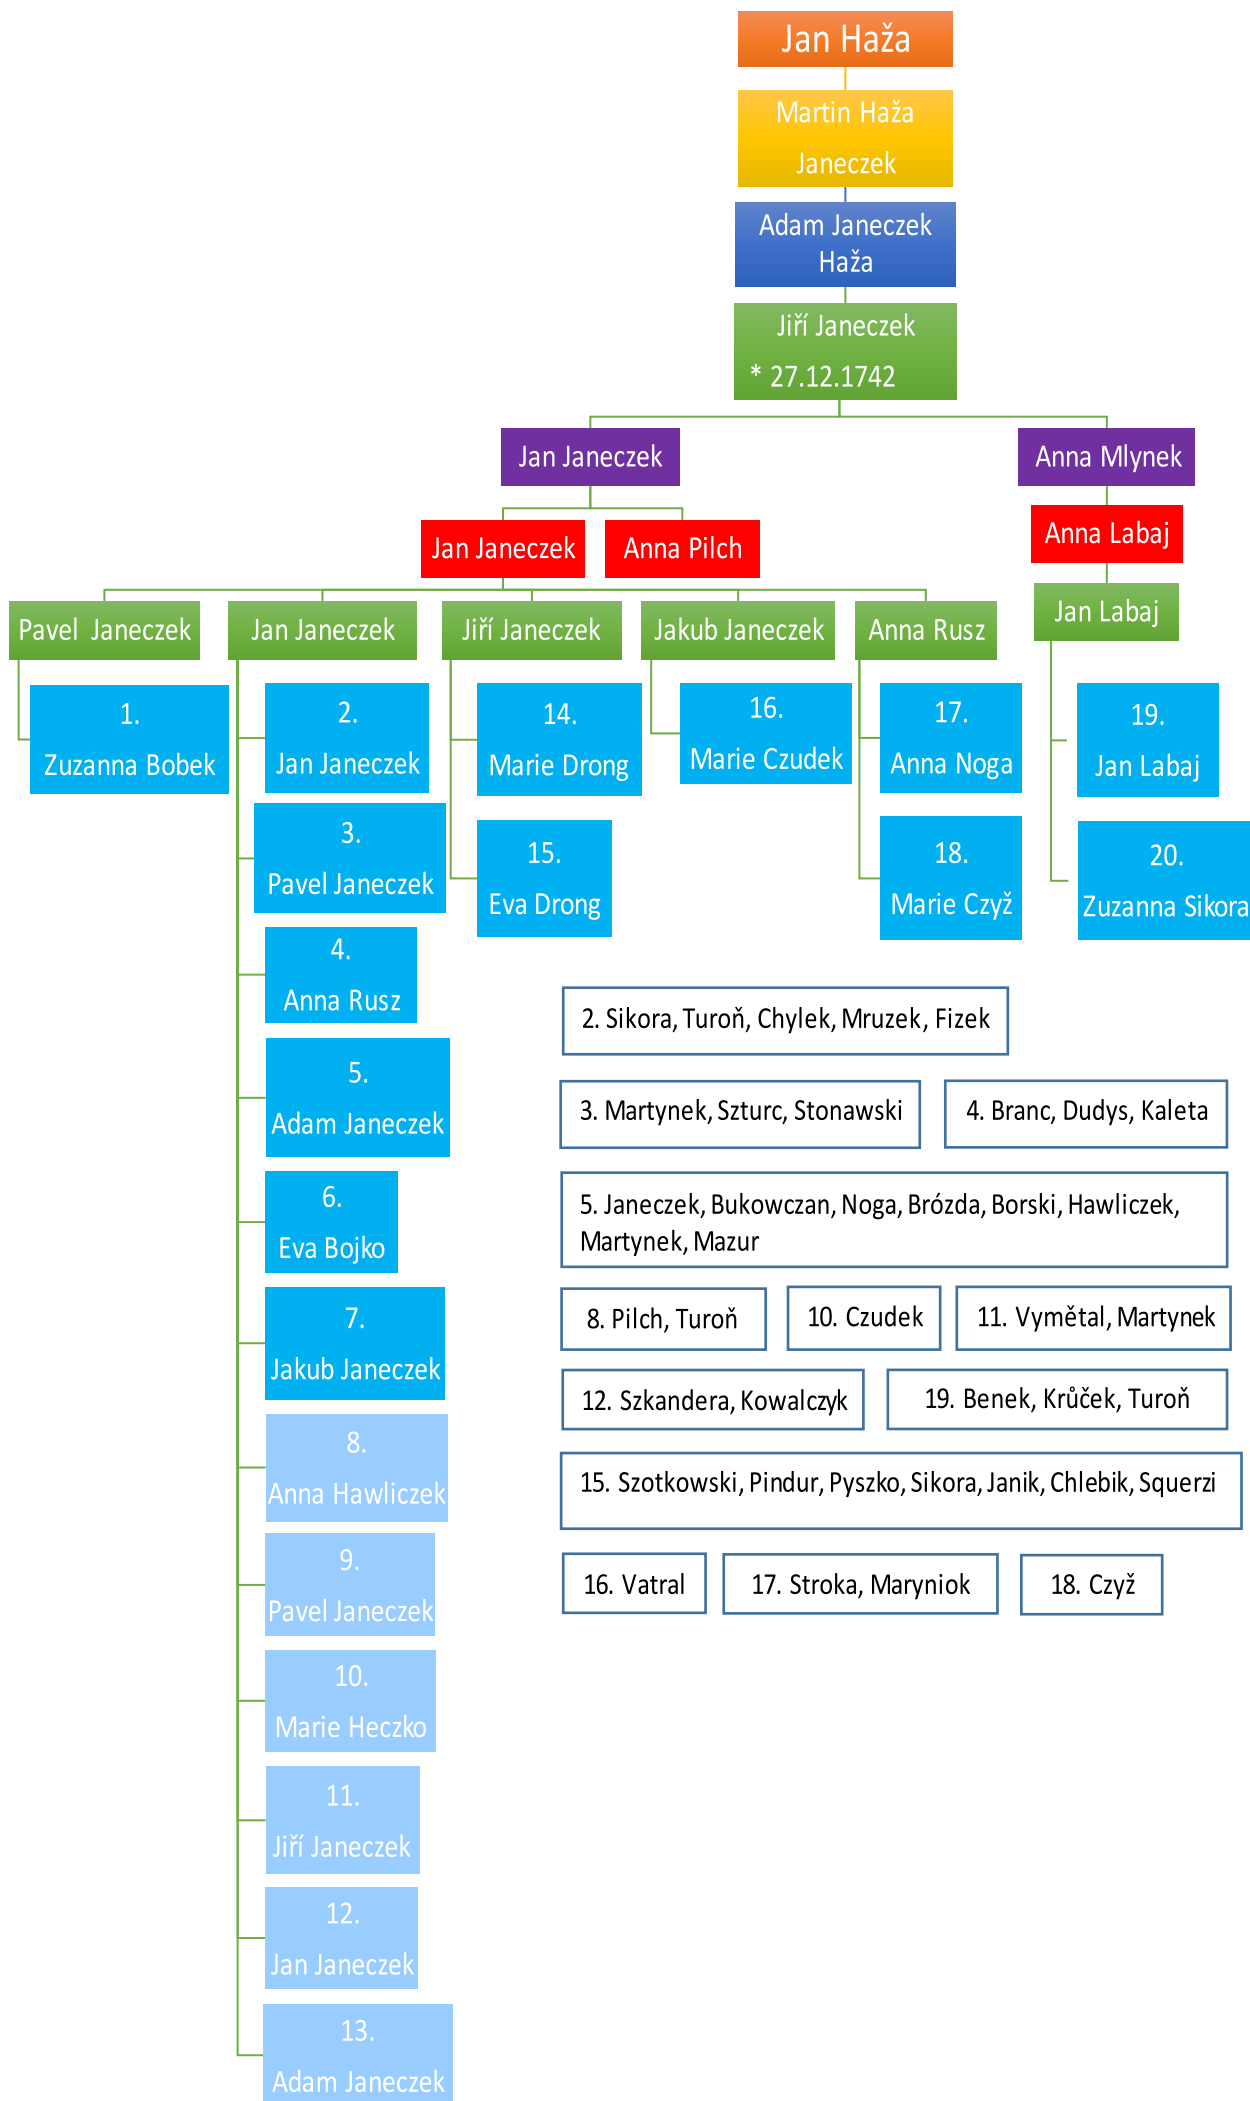 Jan Haža
Martin Haža
Janeczek
Adam Janeczek
Haža
Jiří Janeczek
* 27.12.1742
Jan Janeczek
Anna Mlynek
Jan Janeczek
Anna Pilch
Anna Labaj
Pavel Janeczek
Jan Janeczek
Jiří Janeczek
Jakub Janeczek
Anna Rusz
Jan Labaj
1.
Zuzanna Bobek
2.
Jan Janeczek
3.
Pavel Janeczek
4.
Anna Rusz
5.
Adam Janeczek
6.
Eva Bojko
7.
Jakub Janeczek
8.
Anna Hawliczek
9.
Pavel Janeczek
10.
Marie Heczko
11.
Jiří Janeczek
12.
Jan Janeczek
13.
Adam Janeczek
14.
Marie Drong
15.
Eva Drong
16.
Marie Czudek
17.
Anna Noga
18.
Marie Czyž
19.
Jan Labaj
20.
Zuzanna Sikora
2. Sikora, Turoň, Chylek, Mruzek, Fizek
3. Martynek, Szturc, Stonawski
4. Branc, Dudys, Kaleta
5. Janeczek, Bukowczan, Noga, Brózda, Borski, Hawliczek,
Martynek, Mazur
8. Pilch, Turoň
10. Czudek
11. Vymětal, Martynek
12. Szkandera, Kowalczyk
19. Benek, Krůček, Turoň
15. Szotkowski, Pindur, Pyszko, Sikora, Janik, Chlebik, Squerzi
16. Vatral
17. Stroka, Maryniok
18. Czyž